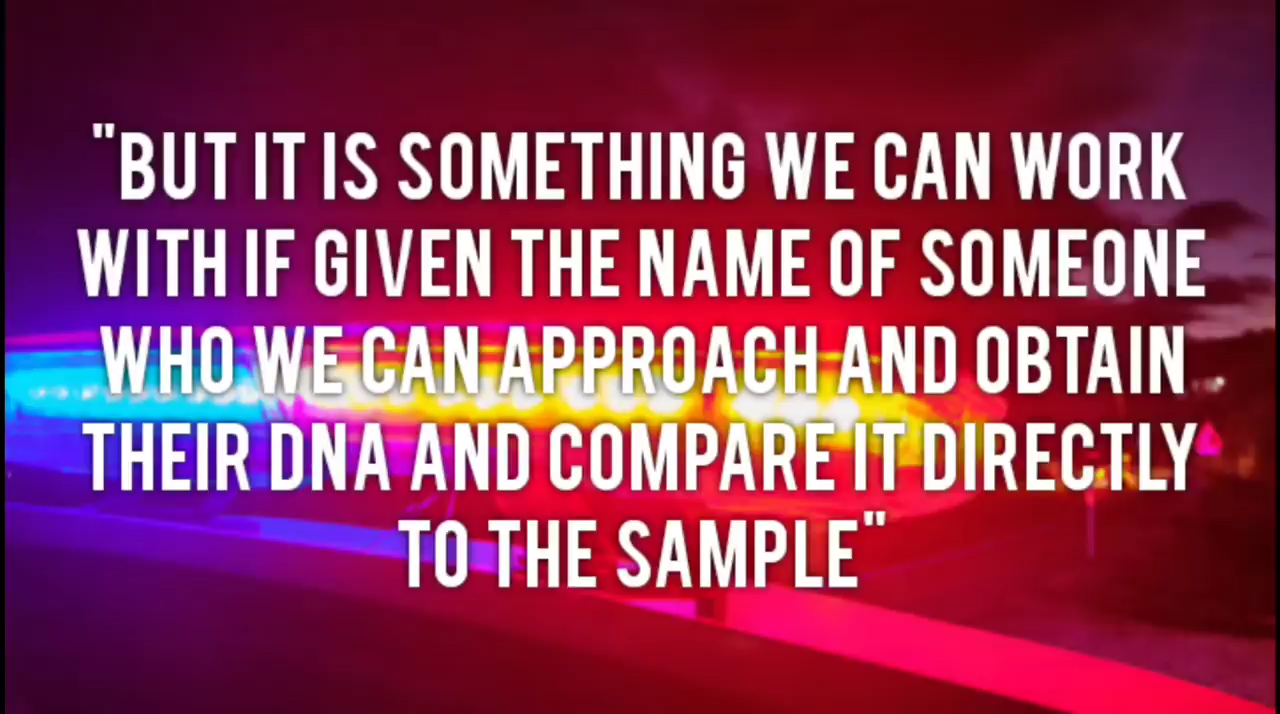 "BUT IT IS SOMETHING WE CAN WORK
WITH IF GIVEN THE NAME OF SOMEONE
WHO WE CAN APPROACH AND OBTAIN
THEIR DNA AND COMPARE IT DIRECTLY
TO THE SAMPLE"